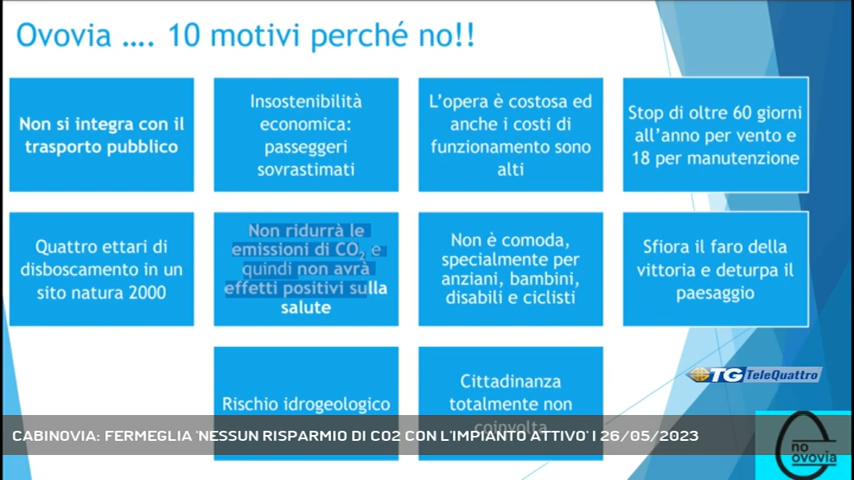 Ovovia .... 10 motivi perché no!!
Non si integra con il
trasporto pubblico
Insostenibilità
economica:
passeggeri
sovrastimati
L'opera è costosa ed
anche i costi di
funzionamento sono
alti
Stop di oltre 60 giorni
all'anno per vento e
18 per manutenzione
Quattro ettari di
disboscamento in un
sito natura 2000
Non ridurrà le
emissioni di CO2 e
quindi non avrà
effetti positivi sulla
salute
Non è comoda,
specialmente per
anziani, bambini,
disabili e ciclisti
Sfiora il faro della
vittoria e deturpa il
paesaggio
Rischio idrogeologico
Cittadinanza
totalmente non
coinvolta
TG TeleQuattro
CABINOVIA: FERMEGLIA 'NESSUN RISPARMIO DI CO2 CON L'IMPIANTO ATTIVO' | 26/05/2023
no
ovovia